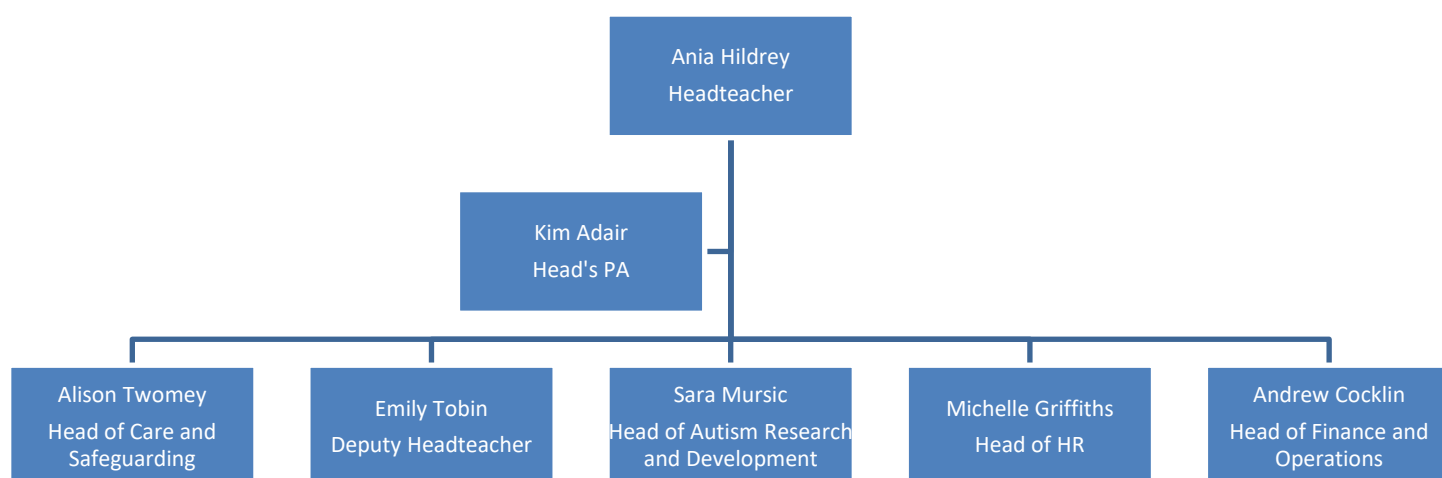 Ania Hildrey
Headteacher
Kim Adair
Head's PA
Alison Twomey
Head of Care and
Safeguarding
Emily Tobin
Deputy Headteacher
Sara Mursic
Head of Autism Research
and Development
Michelle Griffiths
Head of HR
Andrew Cocklin
Head of Finance and
Operations